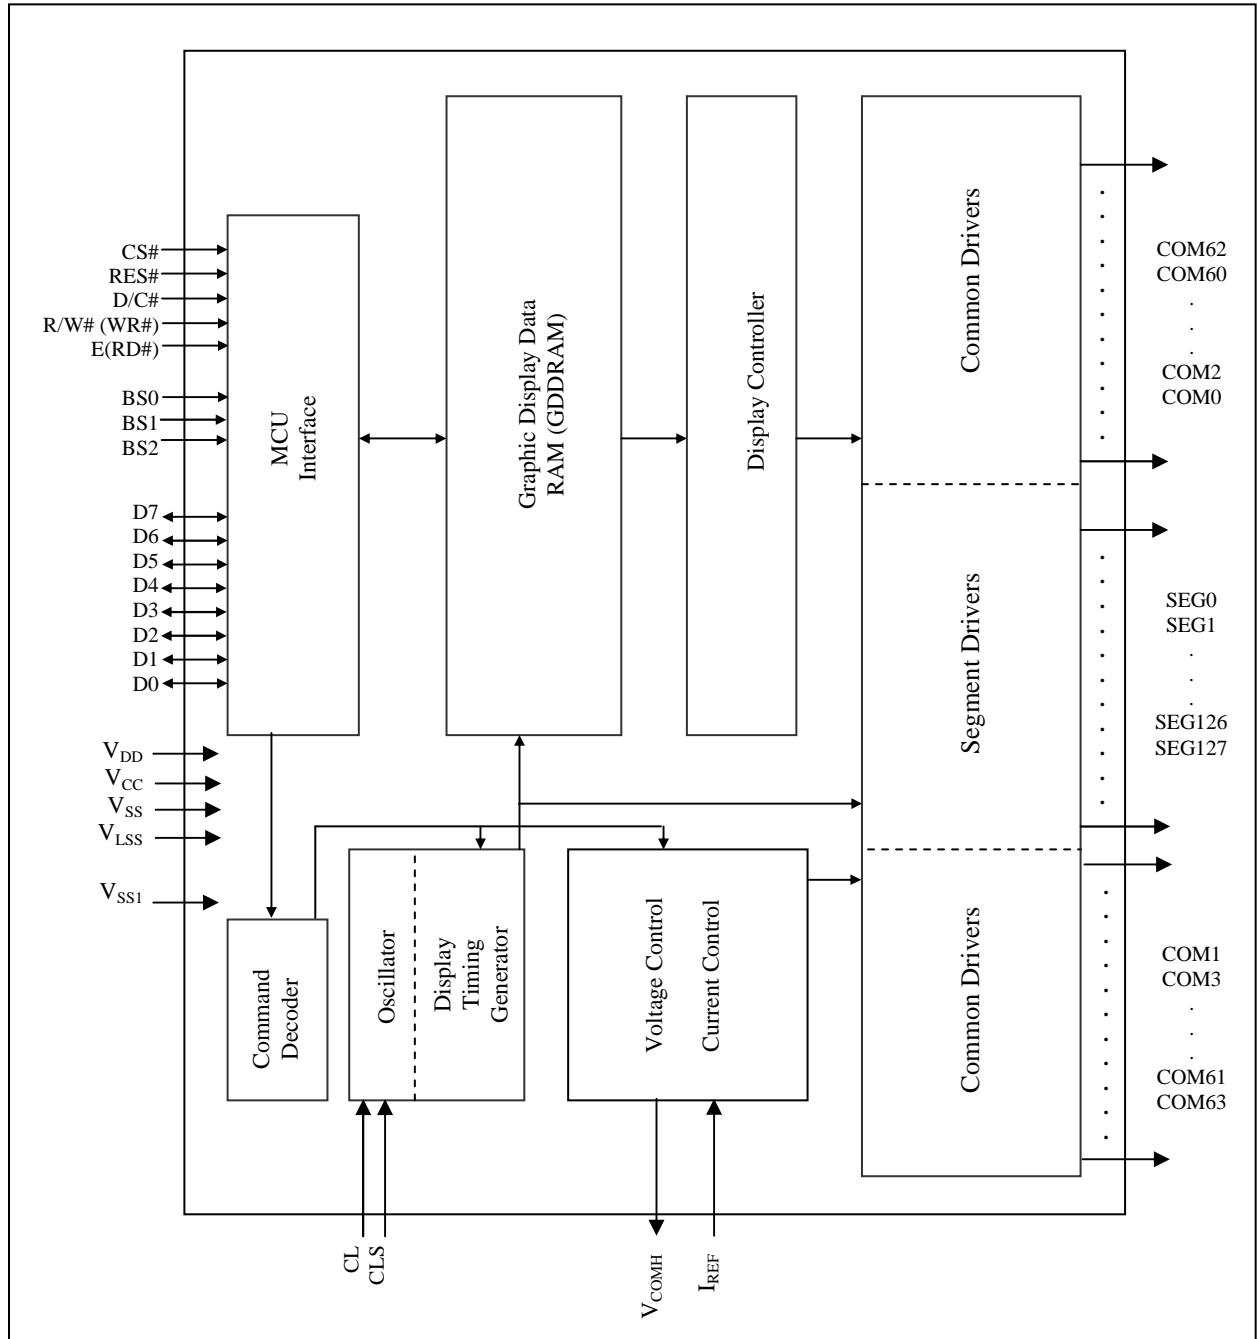 CS#
RES#
D/C#
R/W# (WR#)
E(RD#)
BS0
BS1
BS2
D7
D6
D5
D4
D3
D2
D1
D0
VDD
VCC
VSS
VLSS
VSS1
MCU
Interface
Graphic Display Data
RAM (GDDRAM)
Display Controller
Common Drivers
Segment Drivers
Common Drivers
Command
Decoder
Oscillator
Display
Timing
Generator
Voltage Control
Current Control
CL
CLS
VCOMH
IREF
COM62
COM60
.
.
.
COM2
COM0
SEG0
SEG1
.
.
.
SEG126
SEG127
COM1
COM3
.
.
.
COM61
COM63